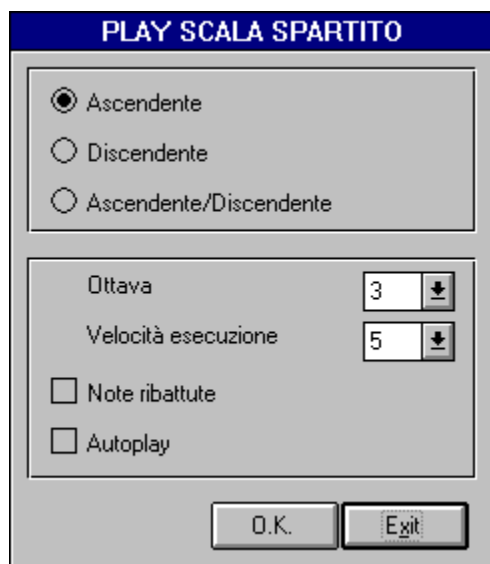 PLAY SCALA SPARTITO
Ascendente
Discendente
Ascendente/Discendente
Ottava 3
Velocità esecuzione 5
Note ribattute
Autoplay
O.K. Exit